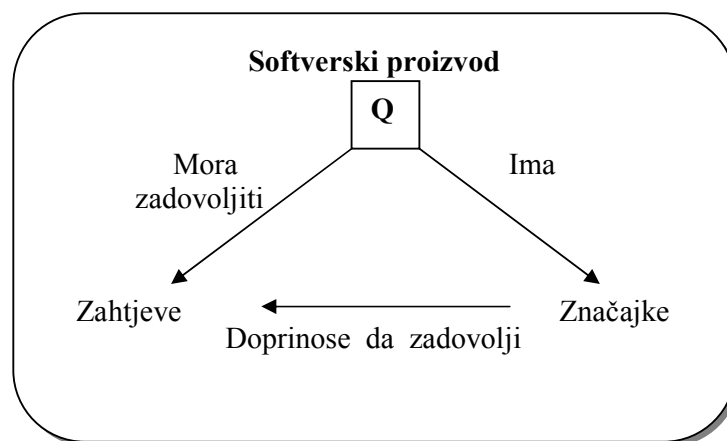 Softverski proizvod
Q
Mora
zadovoljiti
Ima
Zahtjeve
Značajke
Doprinose da zadovolji